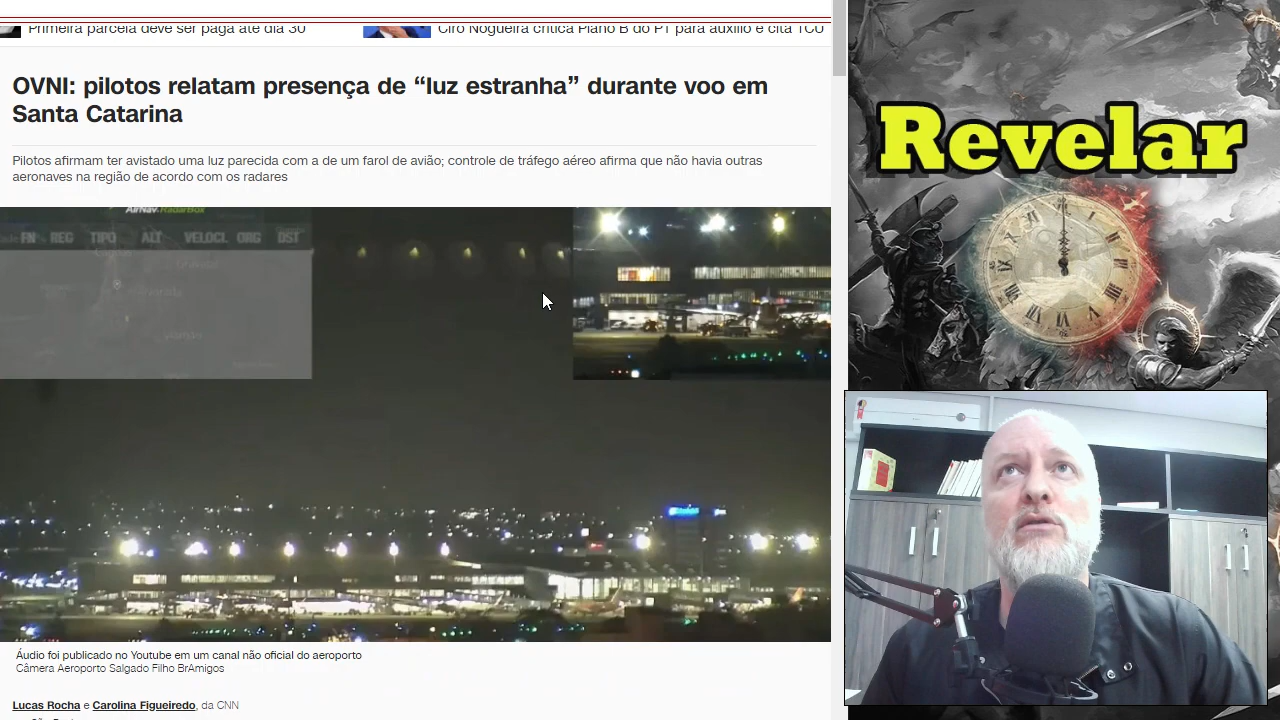 Primeira parcela deve ser paga até dia 30
Ciro Nogueira critica Plano B do PT para auxílio e cita TCU
OVNI: pilotos relatam presença de “luz estranha” durante voo em
Santa Catarina
Pilotos afirmam ter avistado uma luz parecida com a de um farol de avião; controle de tráfego aéreo afirma que não havia outras
aeronaves na região de acordo com os radares
AirNav RadarBox
FN REG TIPO ALT VELOCI. ORG DST
Áudio foi publicado no Youtube em um canal não oficial do aeroporto
Câmera Aeroporto Salgado Filho BrAmigos
Lucas Rocha e Carolina Figueiredo, da CNN
Revelar